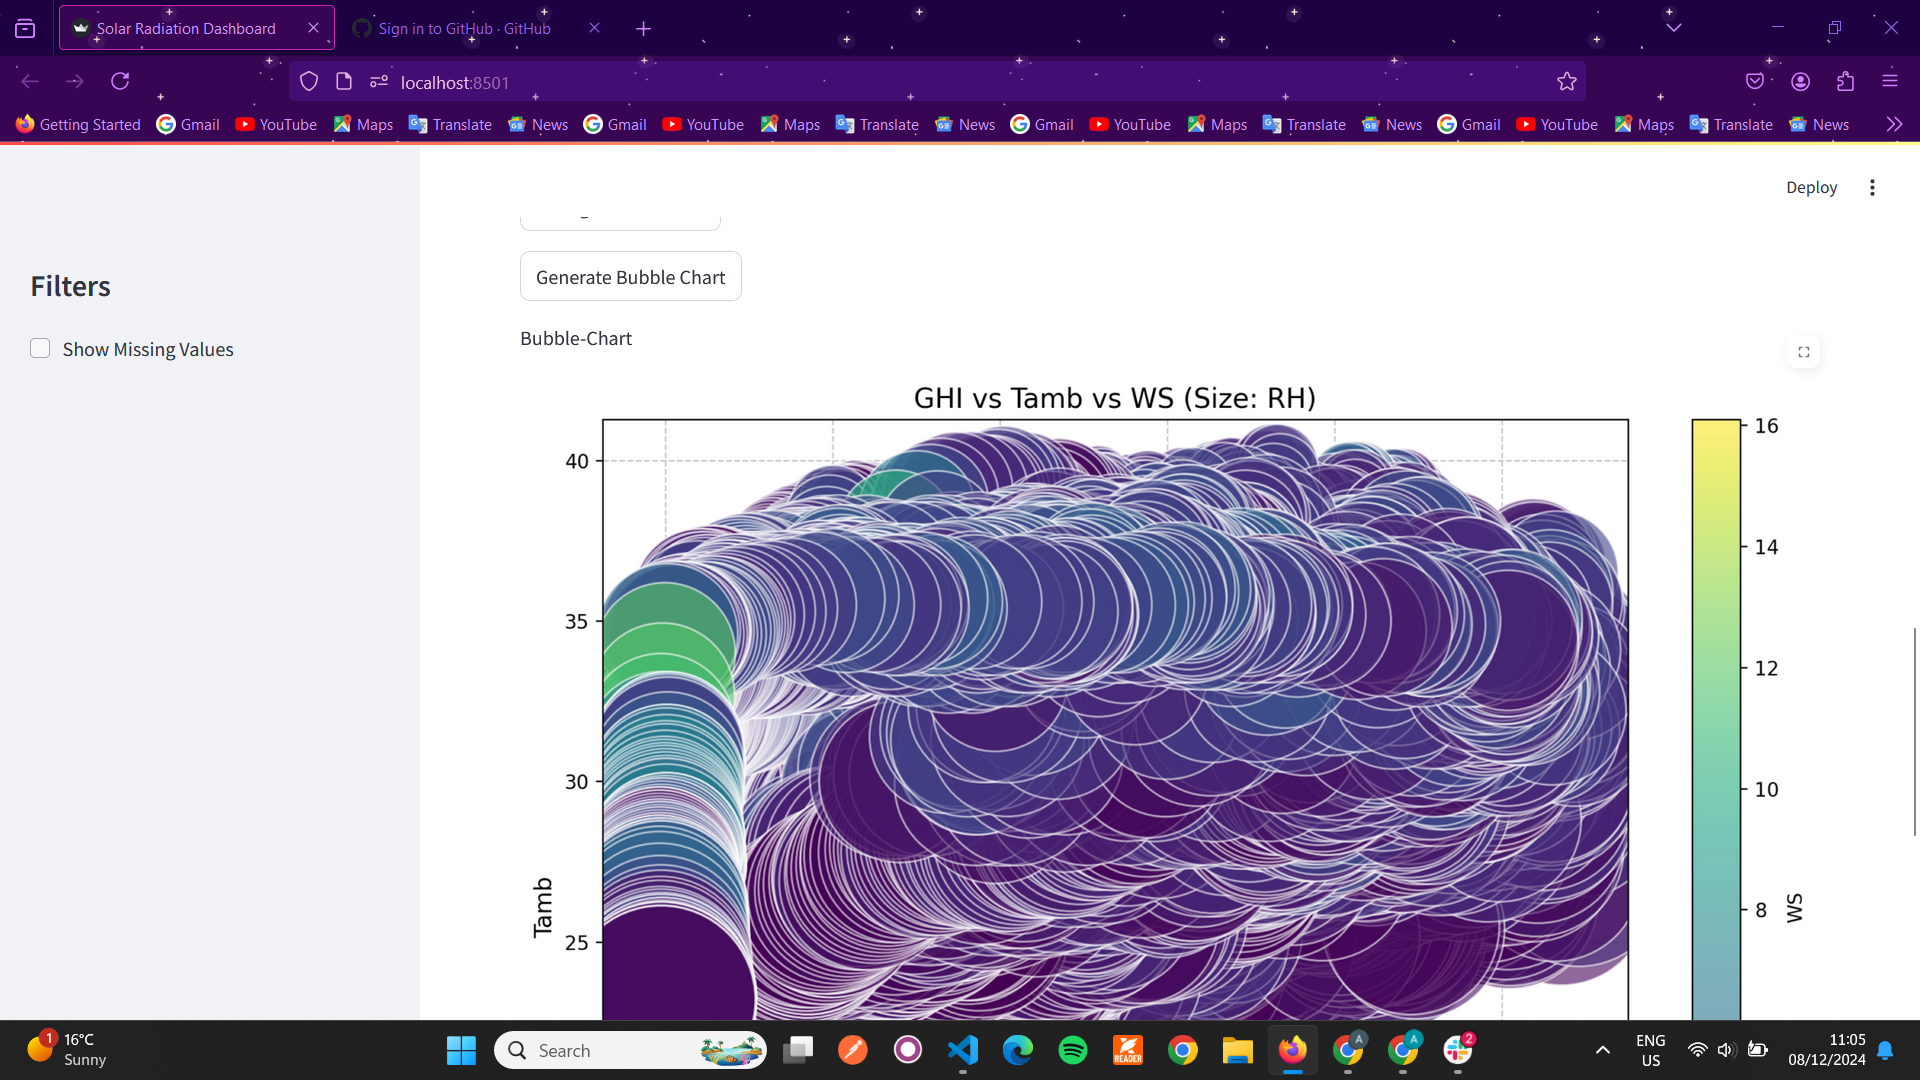 Solar Radiation Dashboard
Sign in to GitHub · GitHub
localhost:8501
Getting Started Gmail YouTube Maps Translate News Gmail YouTube Maps Translate News Gmail YouTube Maps Translate News Gmail YouTube Maps Translate News
Deploy
Filters
Show Missing Values
Generate Bubble Chart
Bubble-Chart
GHI vs Tamb vs WS (Size: RH)
40
35
30
25
Tamb
16
14
12
10
8
WS
1
16°C
Sunny
Search
READER
A
A
2
ENG
US
11:05
08/12/2024